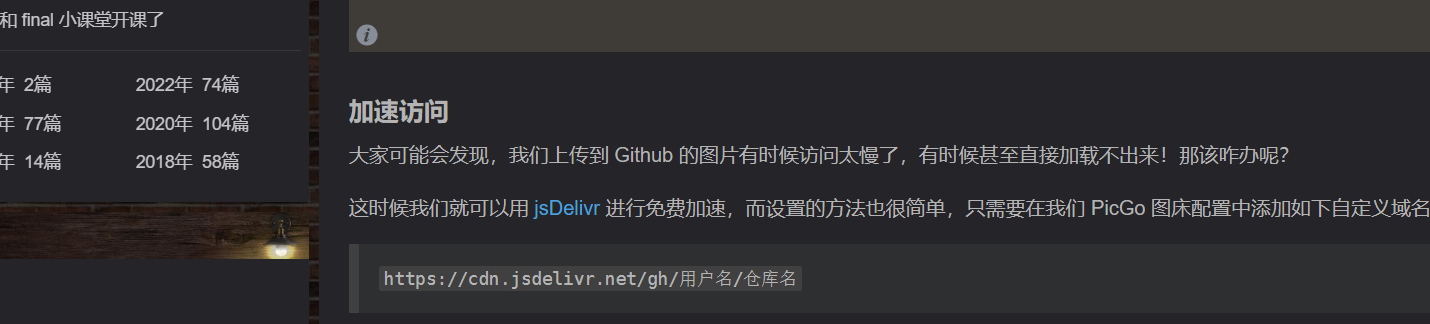 和 final 小课堂开课了
年 2篇
2022年 74篇
年 77篇
2020年 104篇
年 14篇
2018年 58篇
加速访问
大家可能会发现，我们上传到 Github 的图片有时候访问太慢了，有时候甚至直接加载不出来！那该咋办呢？
这时候我们就可以用 jsDelivr 进行免费加速，而设置的方法也很简单，只需要在我们 PicGo 图床配置中添加如下自定义域名
https://cdn.jsdelivr.net/gh/用户名/仓库名